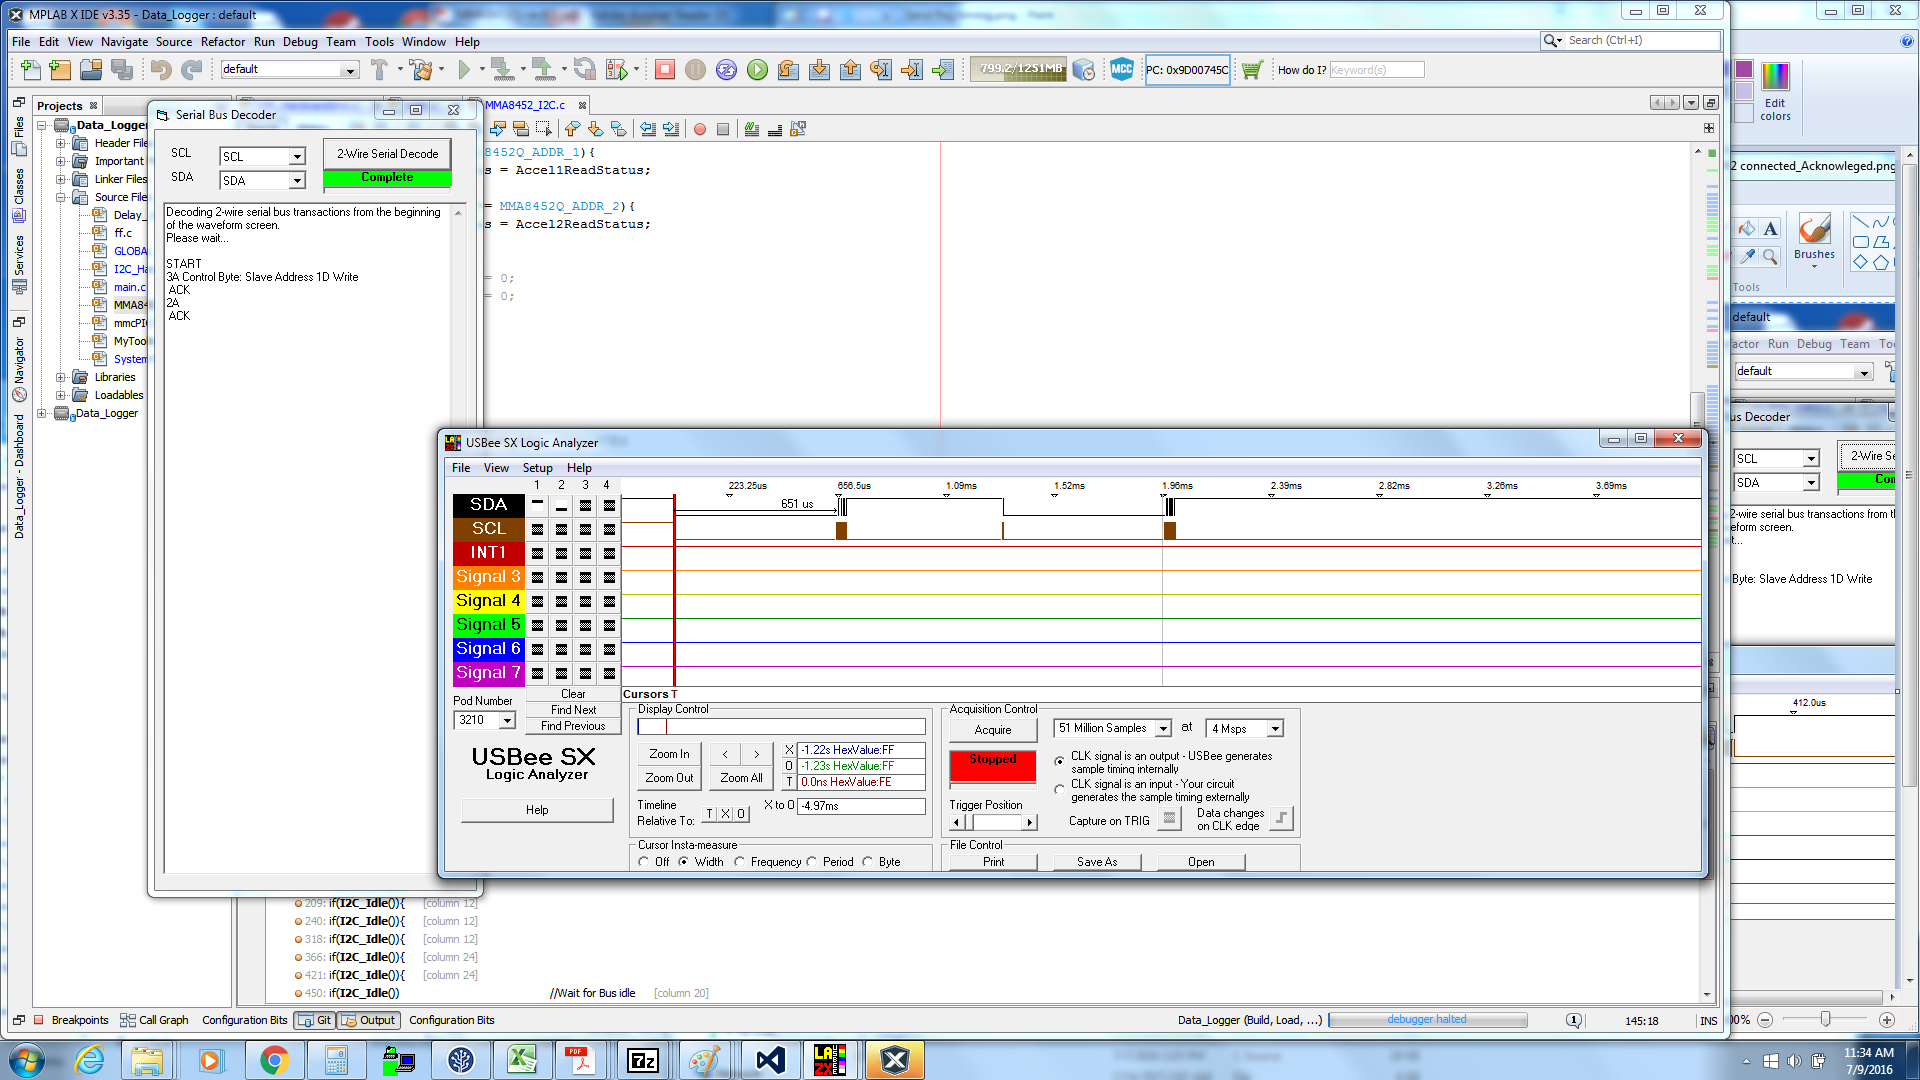 MPLAB X IDE v3.35 - Data_Logger : default
File Edit View Navigate Source Refactor Run Debug Team Tools Window Help
Search (Ctrl+I)
default
799.2/1251MB
MCC
PC: 0x9D00745C
How do I? Keyword(s)
Projects
MMA8452_I2C.c
Files
Classes
Services
Navigator
Data_Logger - Dashboard
Data_Logger
Header File
Important
Linker Files
Source File
Delay_
ff.c
GLOBA
I2C_Ha
main.c
MMA84
mmcPI
MyToo
System
Libraries
Loadables
Data_Logger
Serial Bus Decoder
SCL SCL 2-Wire Serial Decode
SDA SDA Complete
Decoding 2-wire serial bus transactions from the beginning
of the waveform screen.
Please wait...
START
3A Control Byte: Slave Address 1D Write
ACK
2A
ACK
8452Q_ADDR_1){
s = Accel1ReadStatus;
= MMA8452Q_ADDR_2){
s = Accel2ReadStatus;
= 0;
= 0;
USBee SX Logic Analyzer
File View Setup Help
1 2 3 4
223.25us 656.5us 1.09ms 1.52ms 1.96ms 2.39ms 2.82ms 3.26ms 3.69ms
651 us
SDA
SCL
INT1
Signal 3
Signal 4
Signal 5
Signal 6
Signal 7
Pod Number
3210
Clear
Find Next
Find Previous
USBee SX
Logic Analyzer
Help
Cursors T
Display Control
Zoom In < >
Zoom Out Zoom All
X -1.22s HexValue:FF
O -1.23s HexValue:FF
T 0.0ns HexValue:FE
Timeline
Relative To: T X O
X to O -4.97ms
Cursor Insta-measure
Off Width Frequency Period Byte
Acquisition Control
Acquire 51 Million Samples at 4 Msps
Stopped
CLK signal is an output - USBee generates
sample timing internally
CLK signal is an input - Your circuit
generates the sample timing externally
Trigger Position
Capture on TRIG
Data changes
on CLK edge
File Control
Print Save As Open
209: if(I2C_Idle()){ [column 12]
240: if(I2C_Idle()){ [column 12]
318: if(I2C_Idle()){ [column 12]
366: if(I2C_Idle()){ [column 24]
421: if(I2C_Idle()){ [column 24]
450: if(I2C_Idle()) //Wait for Bus idle [column 20]
Breakpoints Call Graph Configuration Bits Git Output Configuration Bits
Data_Logger (Build, Load, ...) debugger halted 1 145:18 INS
Edit
colors
2 connected_Acknowleged.png
Brushes
Tools
default
actor Run Debug Team Too
default
us Decoder
SCL 2-Wire Se
SDA Com
2-wire serial bus transactions from th
eform screen.
t...
Byte: Slave Address 1D Write
412.0us
00%
PDF
7z
LA
11:34 AM
7/9/2016